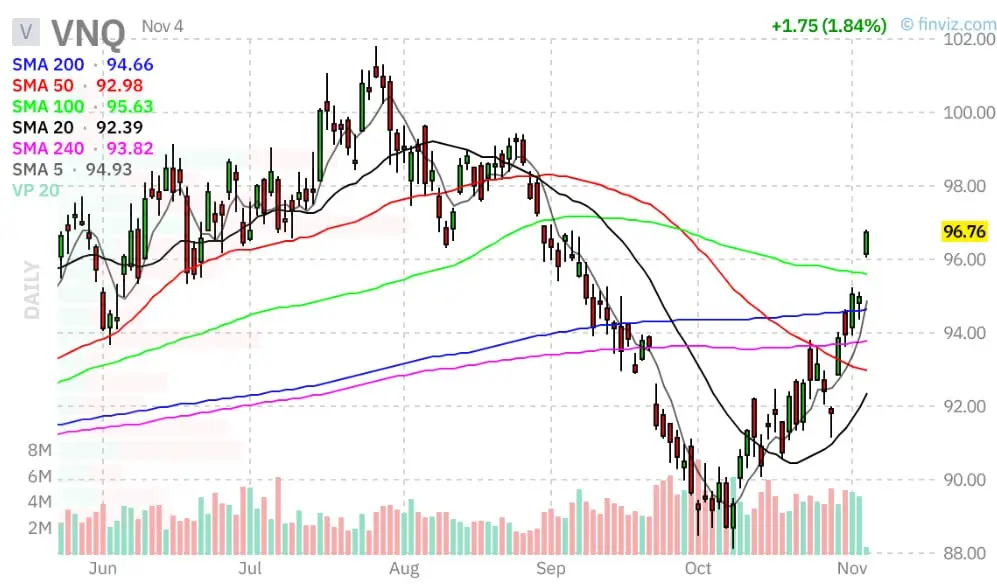 V VNQ Nov 4 +1.75 (1.84%) © finviz.com
SMA 200 · 94.66
SMA 50 · 92.98
SMA 100 · 95.63
SMA 20 · 92.39
SMA 240 · 93.82
SMA 5 · 94.93
VP 20
DAILY
102.00
100.00
98.00
96.76
96.00
94.00
92.00
90.00
88.00
8M
6M
4M
2M
Jun Jul Aug Sep Oct Nov